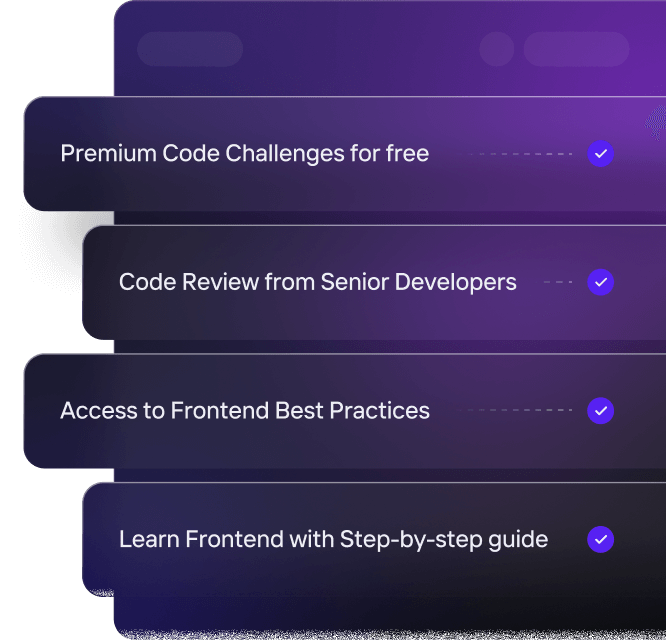 Premium Code Challenges for free
Code Review from Senior Developers
Access to Frontend Best Practices
Learn Frontend with Step-by-step guide